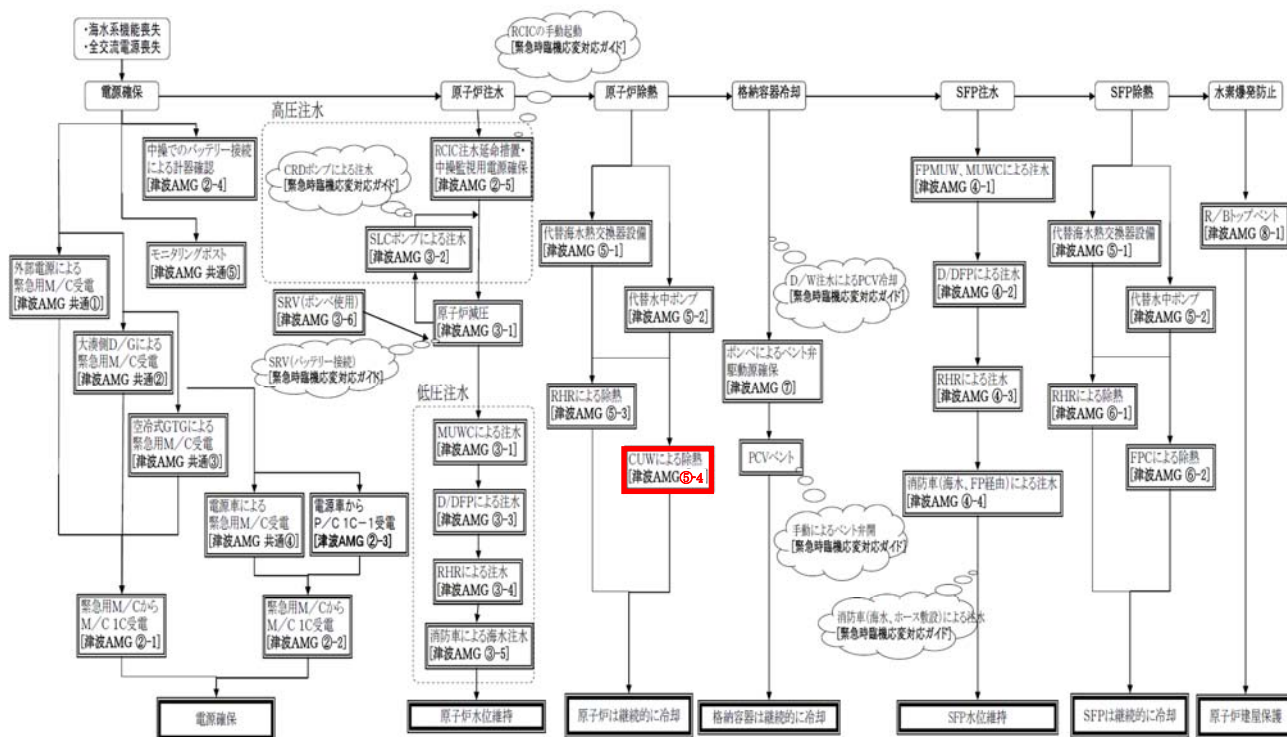 ・海水系機能喪失
・全交流電源喪失
RCICの手動起動
[緊急時臨機応変対応ガイド]
電源確保
原子炉注水
原子炉除熱
格納容器冷却
SFP注水
SFP除熱
水素爆発防止
高圧注水
中操でのバッテリー接続
による計器確認
[津波AMG ②-4]
モニタリングポスト
[津波AMG 共通⑤]
外部電源による
緊急用M/C受電
[津波AMG 共通①]
大湊側D/Gによる
緊急用M/C受電
[津波AMG 共通②]
空冷式GTGによる
緊急用M/C受電
[津波AMG 共通③]
電源車による
緊急用M/C受電
[津波AMG 共通④]
電源車から
P/C 1C-1受電
[津波AMG ②-3]
緊急用M/Cから
M/C 1C受電
[津波AMG ②-1]
緊急用M/Cから
M/C 1C受電
[津波AMG ②-2]
電源確保
CRDポンプによる注水
[緊急時臨機応変対応ガイド]
RCIC注水延命措置・
中操監視用電源確保
[津波AMG ②-5]
SLCポンプによる注水
[津波AMG ③-2]
SRV(ボンベ使用)
[津波AMG ③-6]
原子炉減圧
[津波AMG ③-1]
SRV(バッテリー接続)
[緊急時臨機応変対応ガイド]
低圧注水
MUWCによる注水
[津波AMG ③-1]
D/DFPによる注水
[津波AMG ③-3]
RHRによる注水
[津波AMG ③-4]
消防車による海水注水
[津波AMG ③-5]
原子炉水位維持
代替海水熱交換器設備
[津波AMG ⑤-1]
代替水中ポンプ
[津波AMG ⑤-2]
RHRによる除熱
[津波AMG ⑤-3]
CUWによる除熱
[津波AMG⑤-4]
原子炉は継続的に冷却
D/W注水によるPCV冷却
[緊急時臨機応変対応ガイド]
ボンベによるベント弁
駆動源確保
[津波AMG ⑦]
PCVベント
手動によるベント弁開
[緊急時臨機応変対応ガイド]
格納容器は継続的に冷却
FPMUW、MUWCによる注水
[津波AMG ④-1]
D/DFPによる注水
[津波AMG ④-2]
RHRによる注水
[津波AMG ④-3]
消防車(海水、FP経由)による注水
[津波AMG ④-4]
消防車(海水、ホース敷設)による注水
[緊急時臨機応変対応ガイド]
SFP水位維持
代替海水熱交換器設備
[津波AMG ⑤-1]
代替水中ポンプ
[津波AMG ⑤-2]
RHRによる除熱
[津波AMG ⑥-1]
FPCによる除熱
[津波AMG ⑥-2]
SFPは継続的に冷却
R/Bトップベント
[津波AMG ⑧-1]
原子炉建屋保護